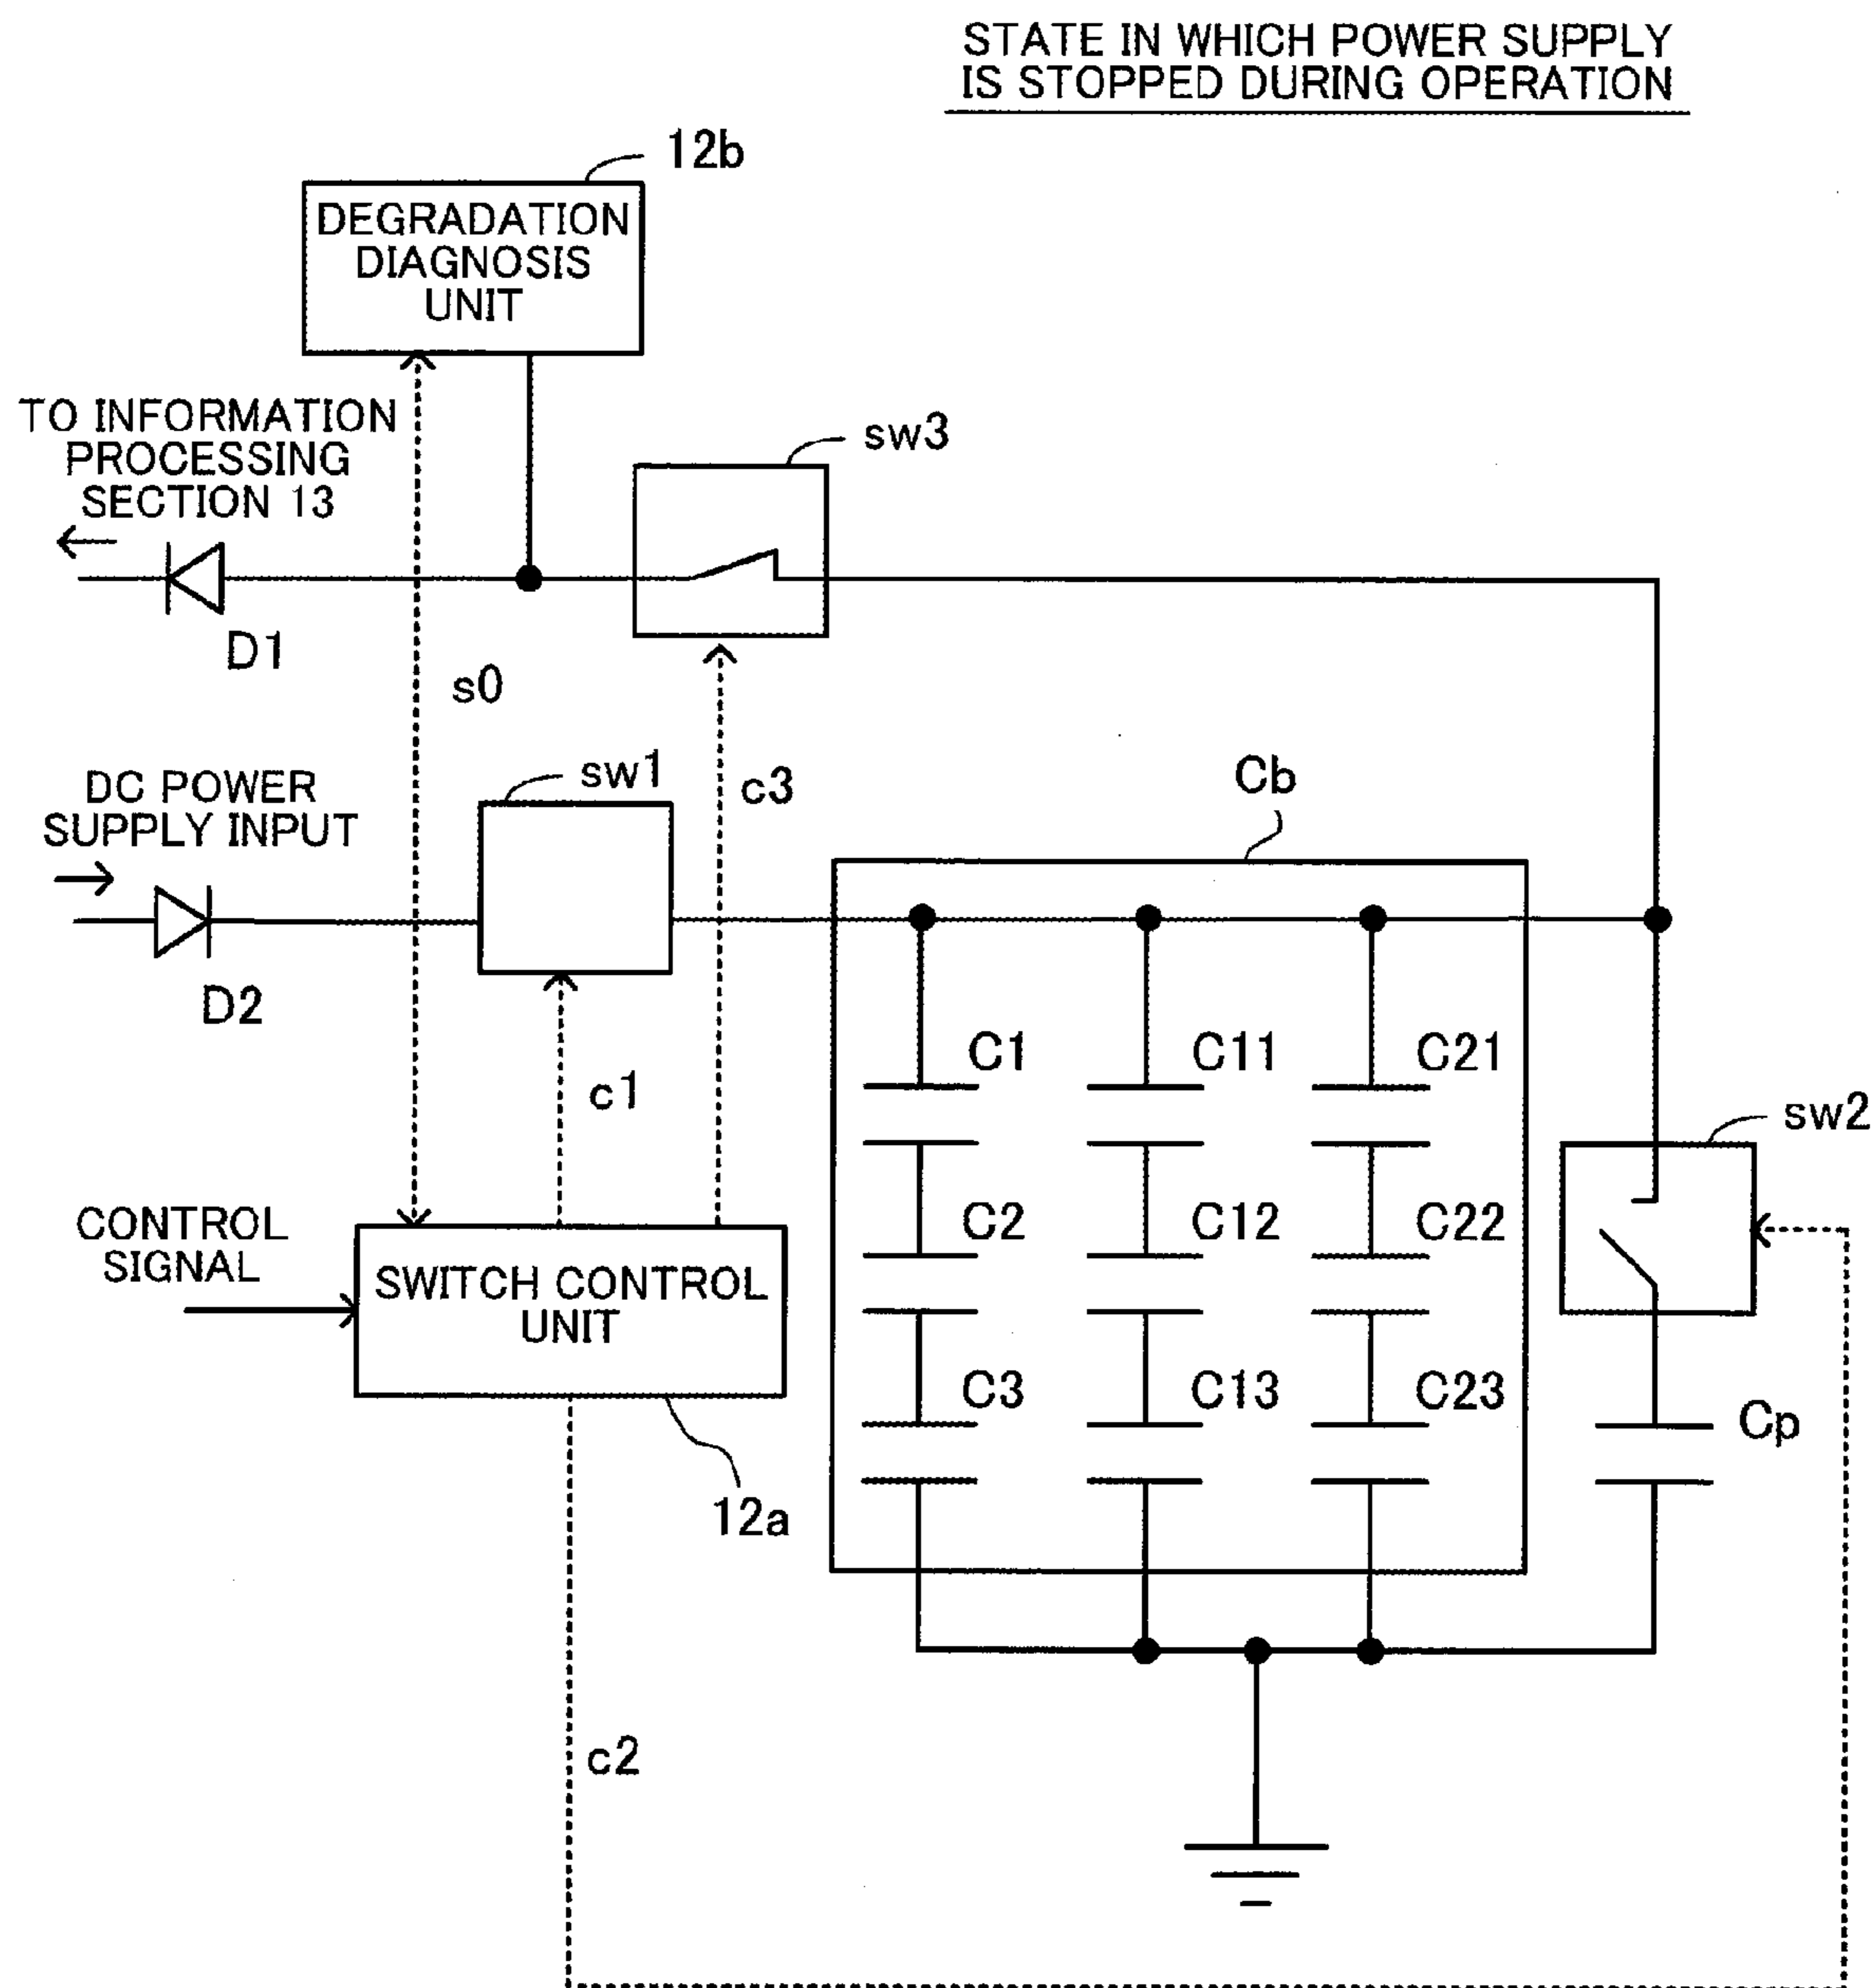 STATE IN WHICH POWER SUPPLY
IS STOPPED DURING OPERATION
12b
DEGRADATION
DIAGNOSIS
UNIT
TO INFORMATION
PROCESSING
SECTION 13
sw3
D1
s0
DC POWER
SUPPLY INPUT
sw1
c3
Cb
D2
C1
C11
C21
c1
sw2
CONTROL
SIGNAL
C2
C12
C22
SWITCH CONTROL
UNIT
C3
C13
C23
Cp
12a
c2